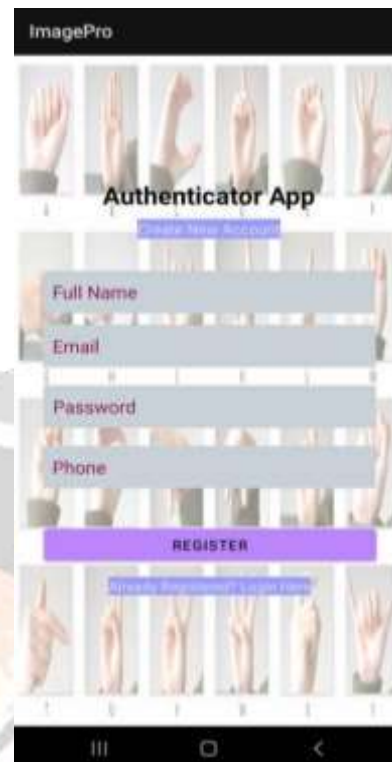 ImagePro
Authenticator App
Create New Account
Full Name
Email
Password
Phone
REGISTER
Already Registered? Login Here